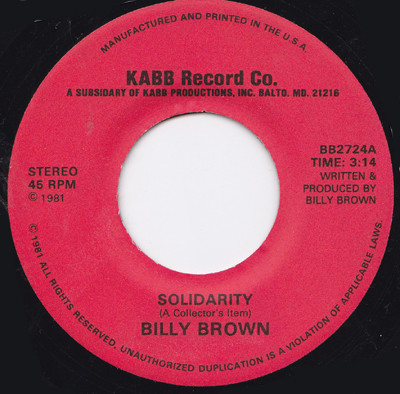 MANUFACTURED AND PRINTED IN THE U.S.A.
KABB Record Co.
A SUBSIDARY OF KABB PRODUCTIONS, INC. BALTO. MD. 21216
STEREO
45 RPM
© 1981
BB2724A
TIME: 3:14
WRITTEN &
PRODUCED BY
BILLY BROWN
SOLIDARITY
(A Collector's Item)
BILLY BROWN
© 1981 ALL RIGHTS RESERVED, UNAUTHORIZED DUPLICATION IS A VIOLATION OF APPLICABLE LAWS.